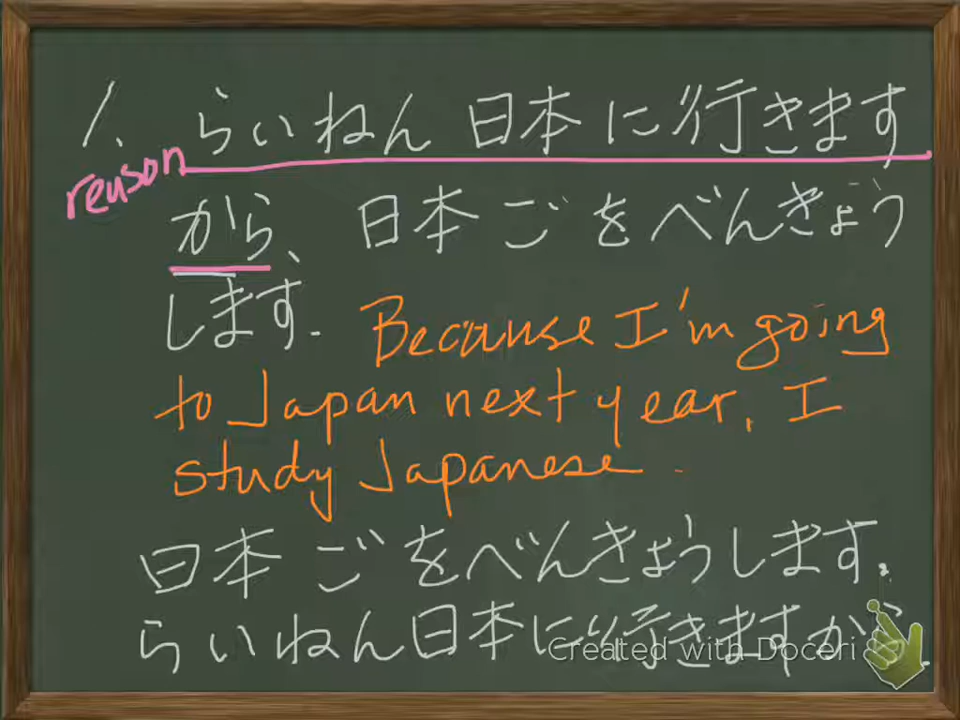 1. らいねん 日本 に 行きます
reason
から、 日本 ご を べんきょう
します. Because I'm going
to Japan next year, I
study Japanese.
日本 ご を べんきょうします.
らいねん 日本 に 行きますから.
Created with Doceri